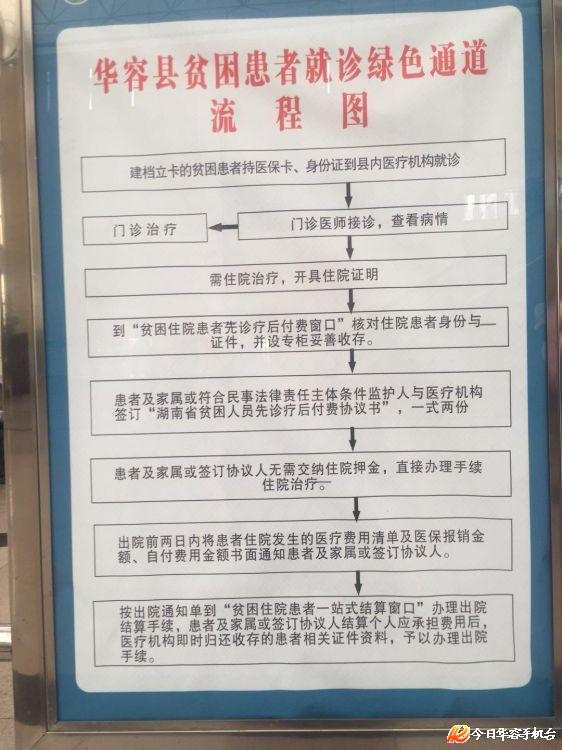 华容县贫困患者就诊绿色通道
流程图
建档立卡的贫困患者持医保卡、身份证到县内医疗机构就诊
门诊治疗
门诊医师接诊，查看病情
需住院治疗，开具住院证明
到“贫困住院患者先诊疗后付费窗口”核对住院患者身份与
证件，并设专柜妥善收存。
患者及家属或符合民事法律责任主体条件监护人与医疗机构
签订“湖南省贫困人员先诊疗后付费协议书”，一式两份
患者及家属或签订协议人无需交纳住院押金，直接办理手续
住院治疗。
出院前两日内将患者住院发生的医疗费用清单及医保报销金
额、自付费用金额书面通知患者及家属或签订协议人。
按出院通知单到“贫困住院患者一站式结算窗口”办理出院
结算手续，患者及家属或签订协议人结算个人应承担费用后，
医疗机构即时归还收存的患者相关证件资料，予以办理出院
手续。
今日华容手机台